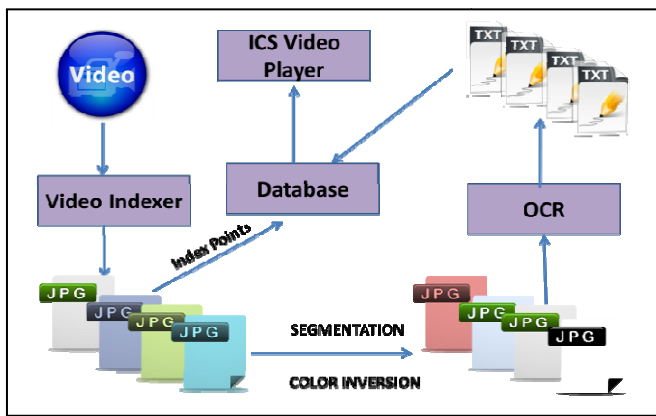 Video
ICS Video
Player
TXT
TXT
TXT
TXT
Video Indexer
Database
OCR
Index Points
JPG
JPG
JPG
JPG
SEGMENTATION
COLOR INVERSION
JPG
JPG
JPG
JPG